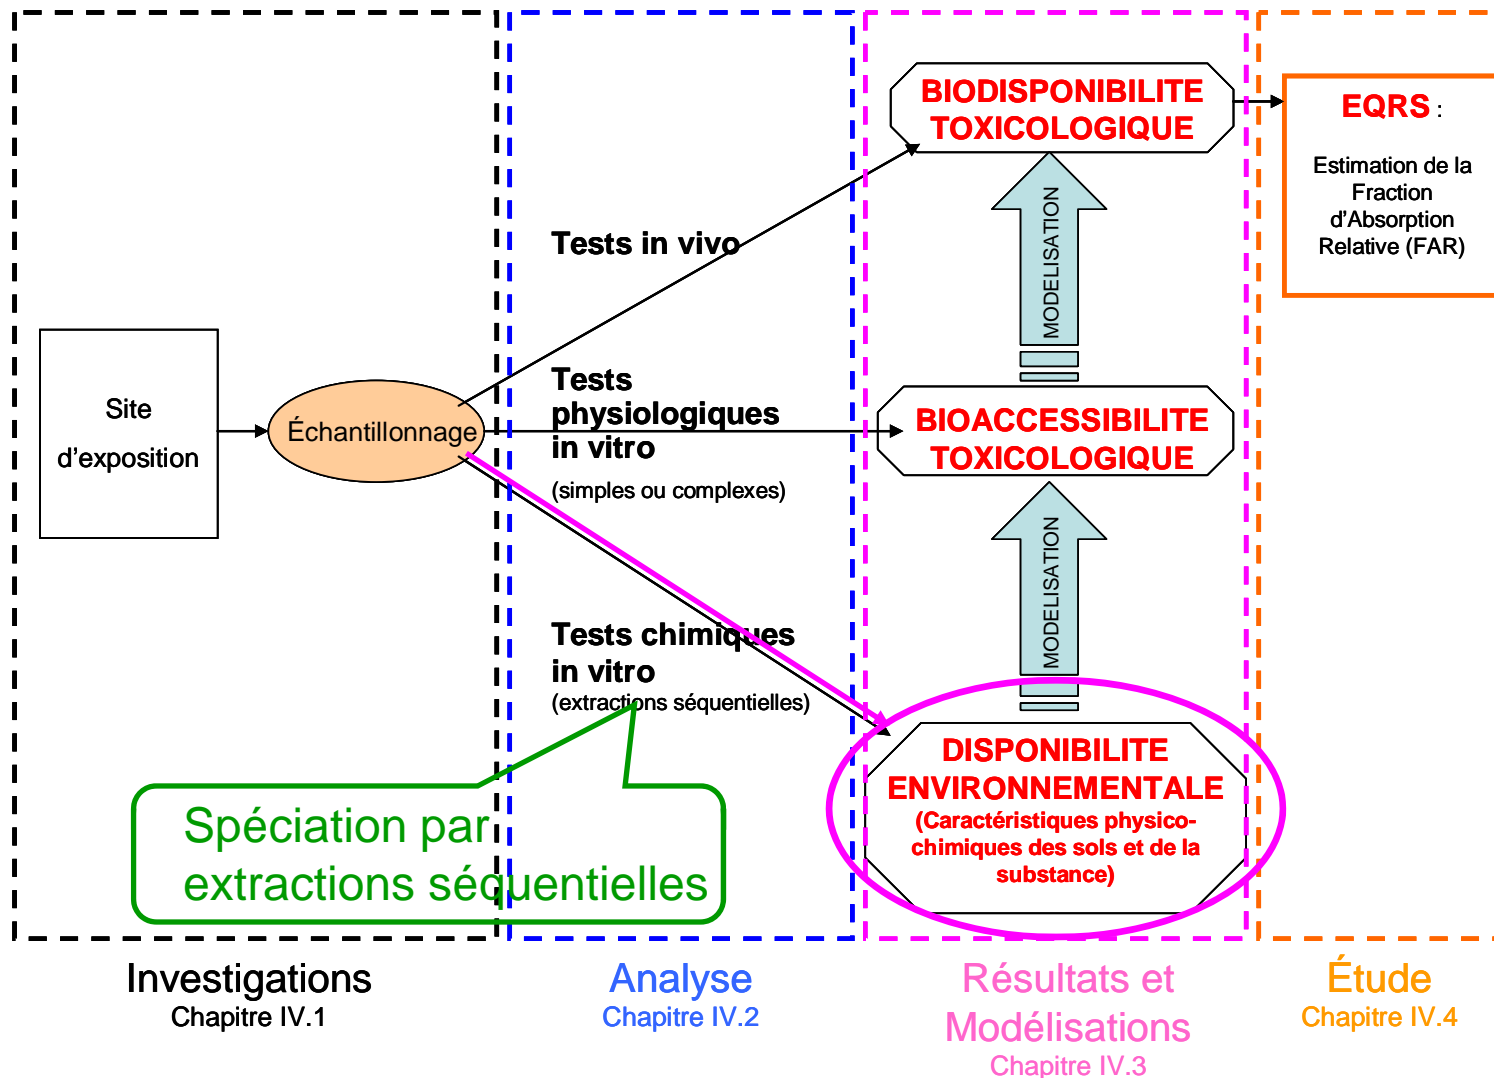 Site
d'exposition
Échantillonnage
Tests in vivo
Tests
physiologiques
in vitro
(simples ou complexes)
Tests chimiques
in vitro
(extractions séquentielles)
Spéciation par
extractions séquentielles
BIODISPONIBILITE
TOXICOLOGIQUE
MODELISATION
BIOACCESSIBILITE
TOXICOLOGIQUE
MODELISATION
DISPONIBILITE
ENVIRONNEMENTALE
(Caractéristiques physico-
chimiques des sols et de la
substance)
EQRS :
Estimation de la
Fraction
d'Absorption
Relative (FAR)
Investigations
Chapitre IV.1
Analyse
Chapitre IV.2
Résultats et
Modélisations
Chapitre IV.3
Étude
Chapitre IV.4